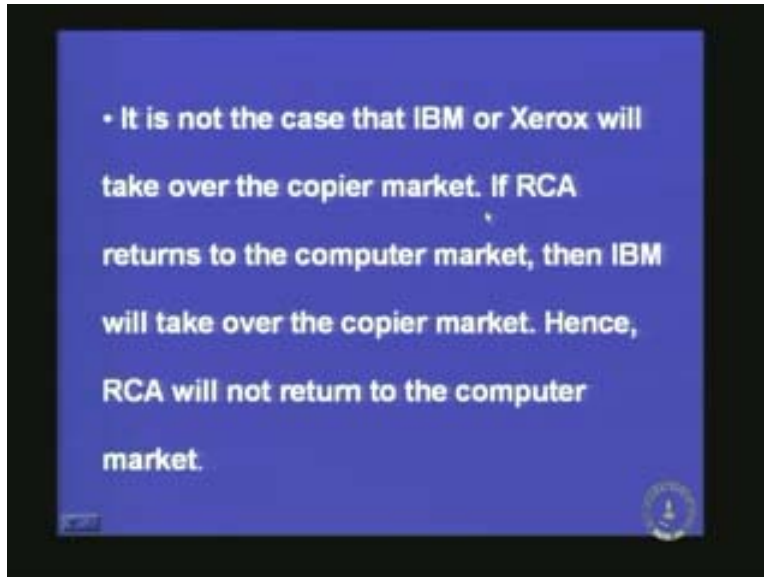 • It is not the case that IBM or Xerox will
take over the copier market. If RCA
returns to the computer market, then IBM
will take over the copier market. Hence,
RCA will not return to the computer
market.